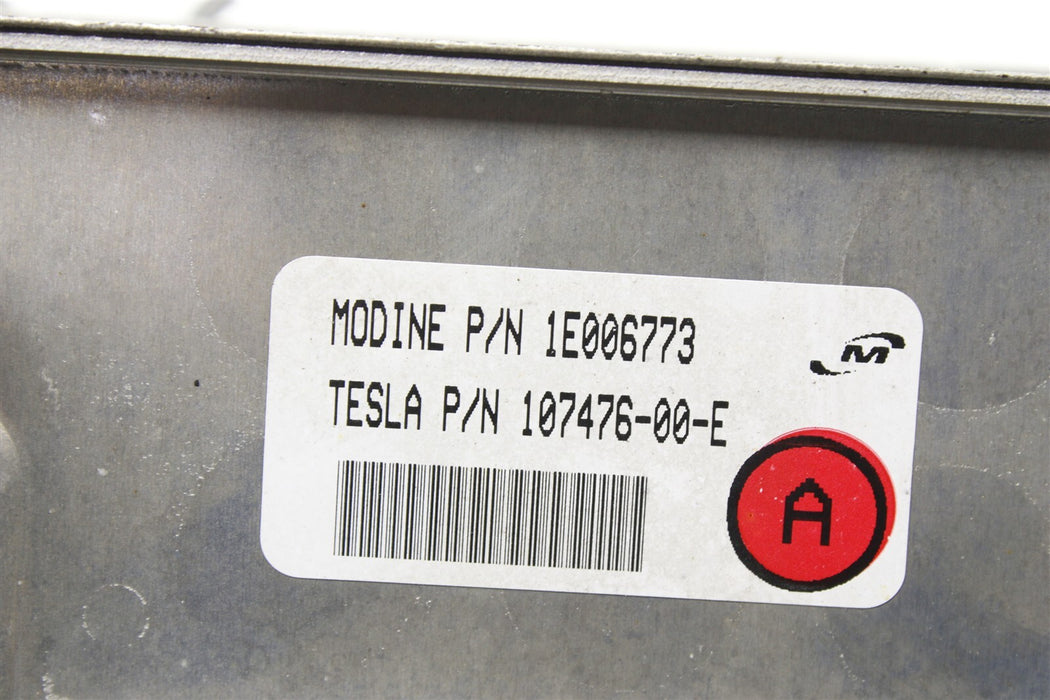 MODINE P/N 1E006773
M
TESLA P/N 107476-00-E
A